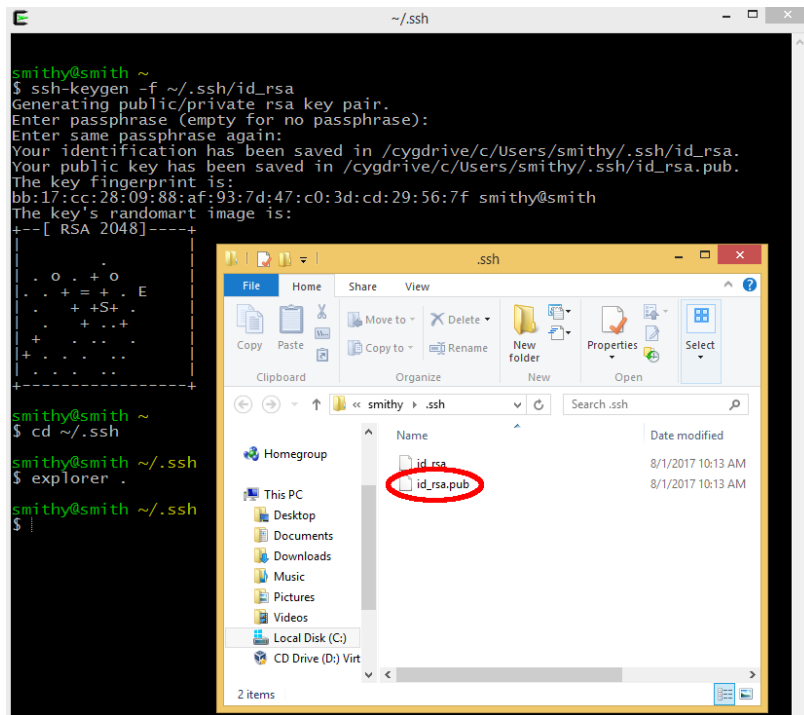 ~/.ssh
smithy@smith ~
$ ssh-keygen -f ~/.ssh/id_rsa
Generating public/private rsa key pair.
Enter passphrase (empty for no passphrase):
Enter same passphrase again:
Your identification has been saved in /cygdrive/c/Users/smithy/.ssh/id_rsa.
Your public key has been saved in /cygdrive/c/Users/smithy/.ssh/id_rsa.pub.
The key fingerprint is:
bb:17:cc:28:09:88:af:93:7d:47:c0:3d:cd:29:56:7f smithy@smith
The key's randomart image is:
+--[ RSA 2048]----+
|                 |
|        .        |
| . o . + o       |
|. . + = + . E    |
| .   + +S+ .     |
|  .   + ..+      |
| +   . .. . .    |
|+ . . . ..       |
| . . .  ..       |
+-----------------+
smithy@smith ~
$ cd ~/.ssh
smithy@smith ~/.ssh
$ explorer .
smithy@smith ~/.ssh
$
.ssh
File Home Share View
Copy
Paste
W...
Move to
Copy to
Delete
Rename
New folder
Properties
Select
Clipboard Organize New Open
« smithy .ssh
Search .ssh
Name Date modified
id_rsa 8/1/2017 10:13 AM
id_rsa.pub 8/1/2017 10:13 AM
Homegroup
This PC
Desktop
Documents
Downloads
Music
Pictures
Videos
Local Disk (C:)
CD Drive (D:) Virt
2 items